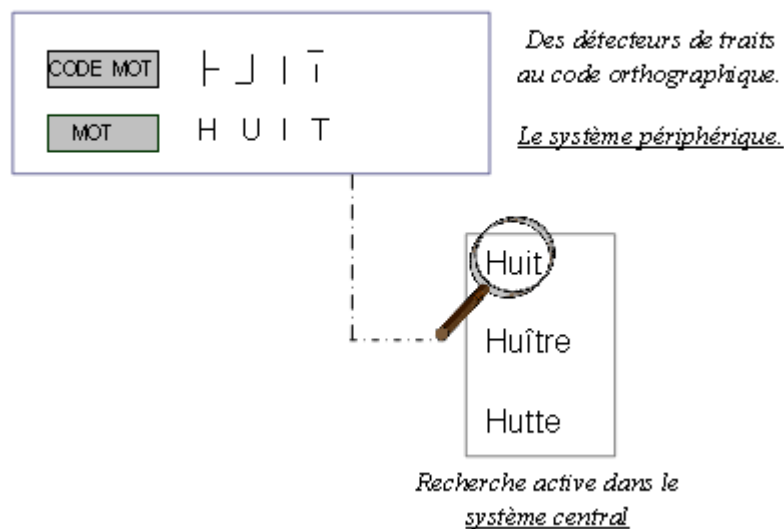 CODE MOT
MOT
H U I T
Des détecteurs de traits
au code orthographique.
Le système périphérique.
Huit
Huître
Hutte
Recherche active dans le
système central